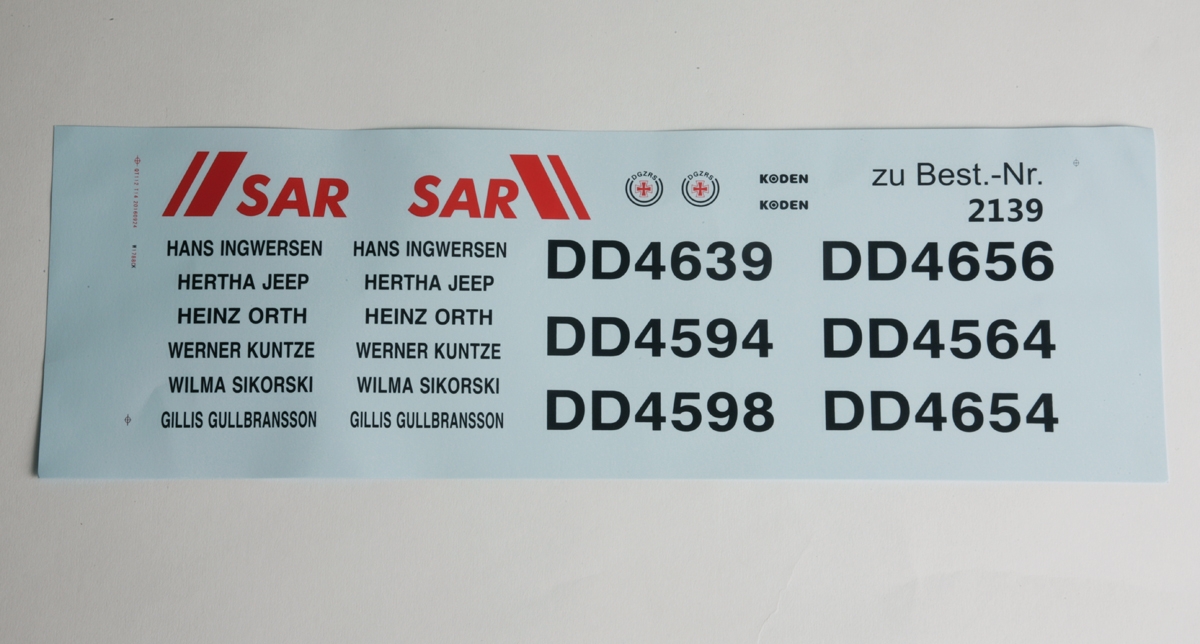 SAR SAR
DGZRS DGZRS
KODEN
KODEN
zu Best.-Nr.
2139
HANS INGWERSEN HANS INGWERSEN
HERTHA JEEP HERTHA JEEP
HEINZ ORTH HEINZ ORTH
WERNER KUNTZE WERNER KUNTZE
WILMA SIKORSKI WILMA SIKORSKI
GILLIS GULLBRANSSON GILLIS GULLBRANSSON
DD4639 DD4656
DD4594 DD4564
DD4598 DD4654